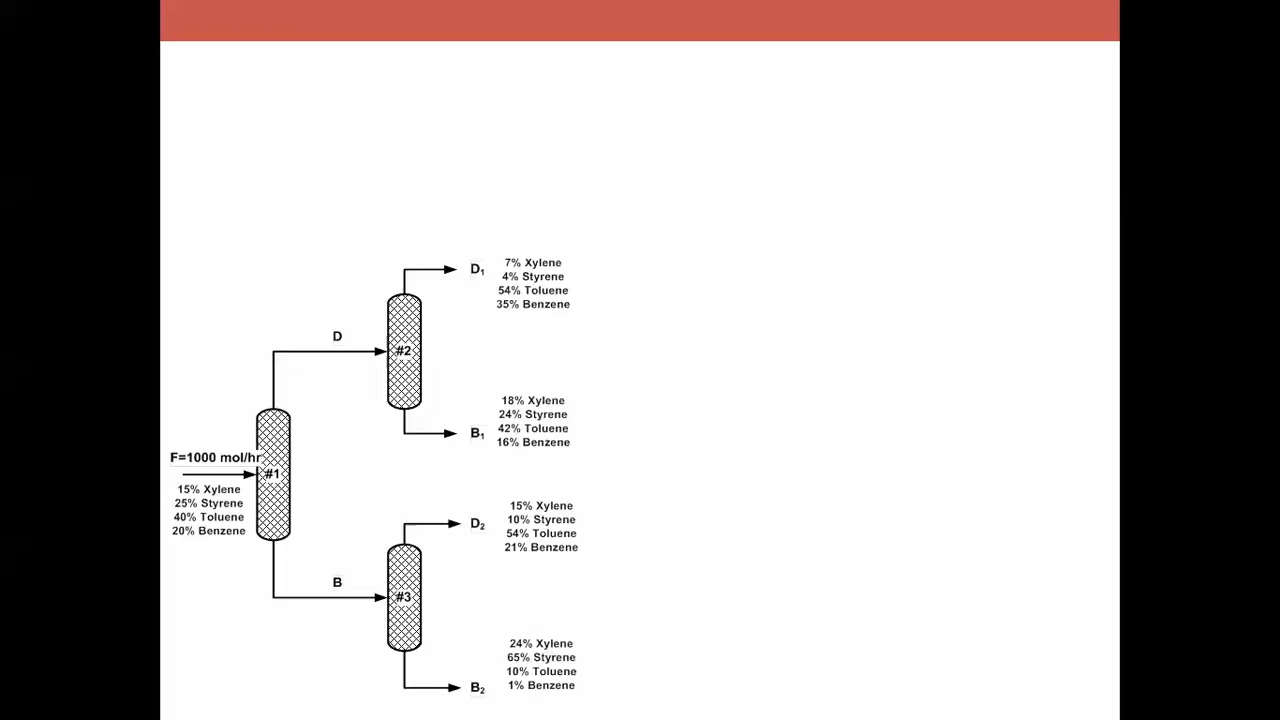 D₁
7% Xylene
4% Styrene
54% Toluene
35% Benzene
D
#2
B₁
18% Xylene
24% Styrene
42% Toluene
16% Benzene
F=1000 mol/hr
#1
15% Xylene
25% Styrene
40% Toluene
20% Benzene
D₂
15% Xylene
10% Styrene
54% Toluene
21% Benzene
B
#3
B₂
24% Xylene
65% Styrene
10% Toluene
1% Benzene